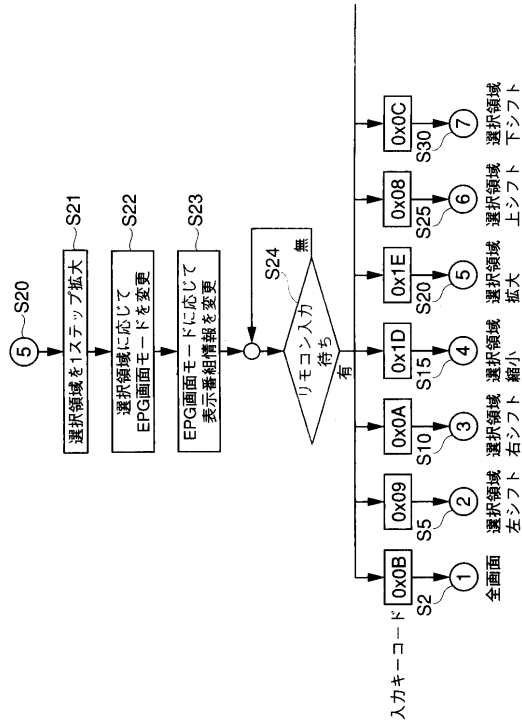 5
S20
選択領域を1ステップ拡大
S21
選択領域に応じて
EPG画面モードを変更
S22
EPG画面モードに応じて
表示番組情報を変更
S23
リモコン入力
待ち
S24
無
有
入力キーコード
0x0B
0x09
0x0A
0x1D
0x1E
0x08
0x0C
S2
S5
S10
S15
S20
S25
S30
1
2
3
4
5
6
7
全画面
選択領域
左シフト
選択領域
右シフト
選択領域
縮小
選択領域
拡大
選択領域
上シフト
選択領域
下シフト